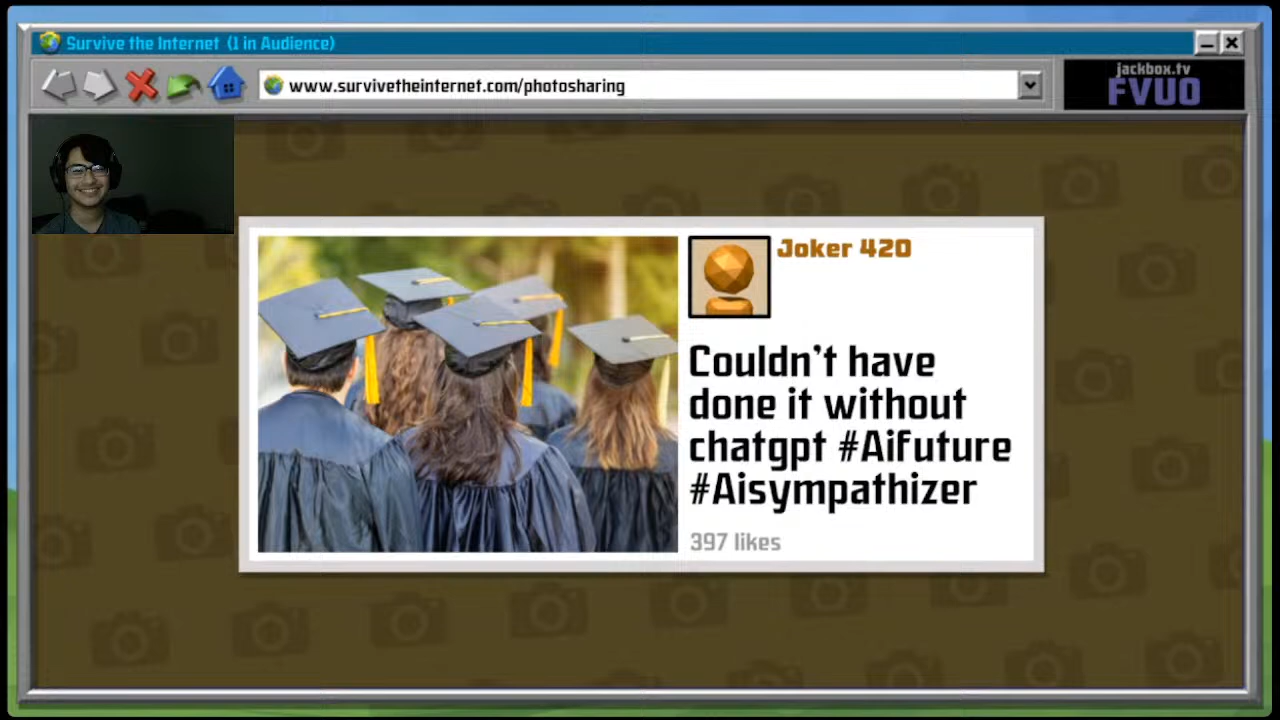 Survive the Internet (1 in Audience)
www.survivetheinternet.com/photosharing
jackbox.tv
FVUO
Joker 420
Couldn't have
done it without
chatgpt #Aifuture
#Aisympathizer
397 likes